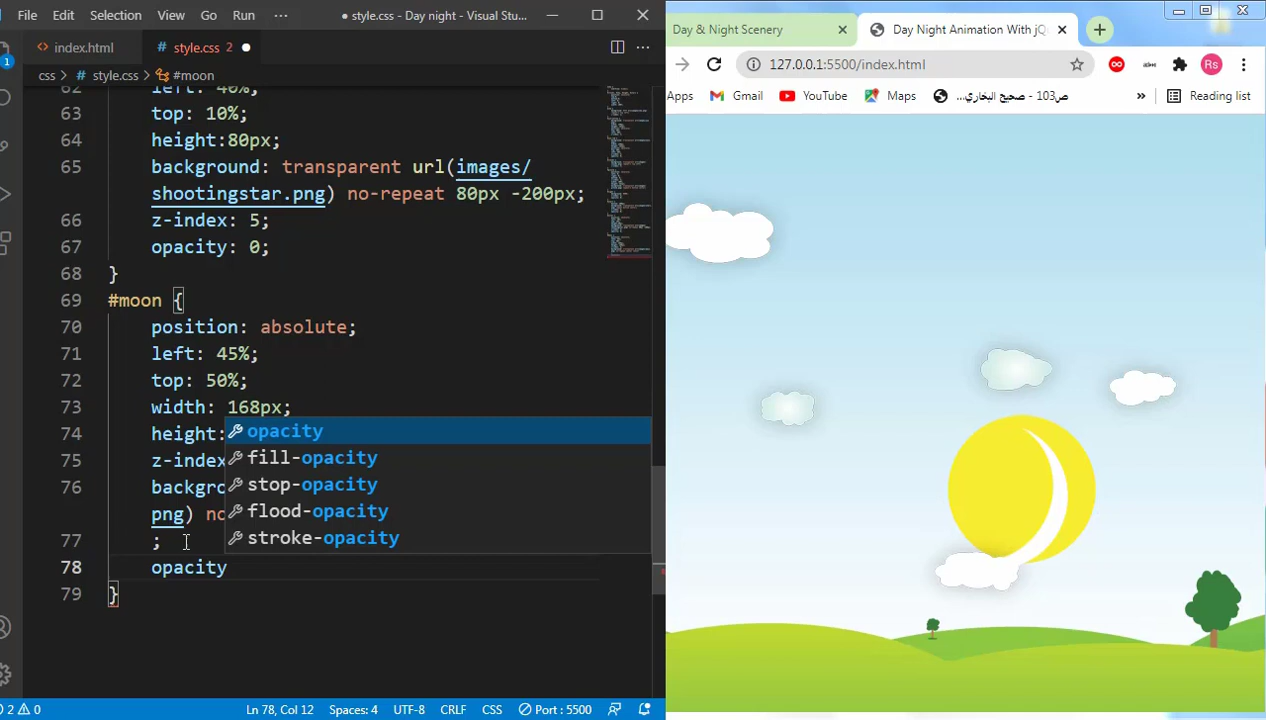 File Edit Selection View Go Run ··· ● style.css - Day night - Visual Stu...
index.html # style.css 2 ●
css > # style.css > #moon
62 left: 40%;
63 top: 10%;
64 height:80px;
65 background: transparent url(images/
shootingstar.png) no-repeat 80px -200px;
66 z-index: 5;
67 opacity: 0;
68 }
69 #moon {
70 position: absolute;
71 left: 45%;
72 top: 50%;
73 width: 168px;
74 height:
75 z-index
76 backgro
png) no
77 ;
78 opacity
79 }
opacity
fill-opacity
stop-opacity
flood-opacity
stroke-opacity
1
2 0 Ln 78, Col 12 Spaces: 4 UTF-8 CRLF CSS Port : 5500
Day & Night Scenery Day Night Animation With jQ
127.0.0.1:5500/index.html Rs
Apps Gmail YouTube Maps ...صحيح البخاري - ص103 » Reading list